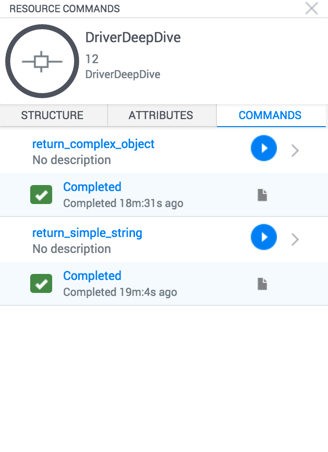 RESOURCE COMMANDS
DriverDeepDive
12
DriverDeepDive
STRUCTURE ATTRIBUTES COMMANDS
return_complex_object
No description
Completed
Completed 18m:31s ago
return_simple_string
No description
Completed
Completed 19m:4s ago